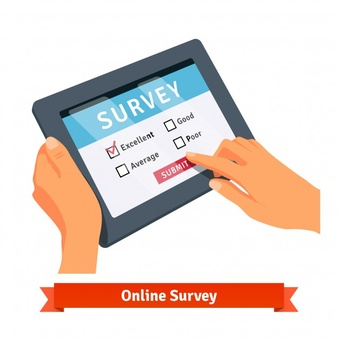 SURVEY
Excellent
Good
Average
Poor
SUBMIT
Online Survey